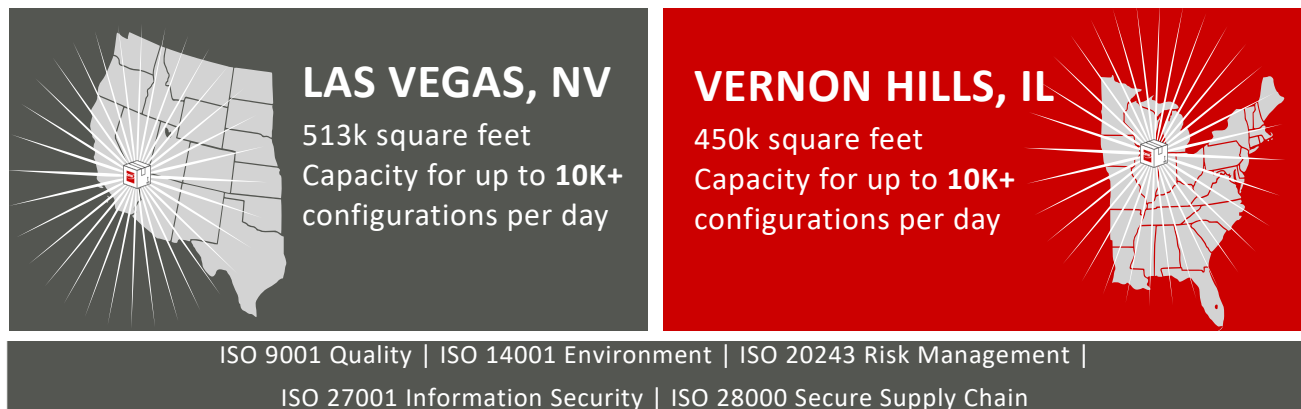 LAS VEGAS, NV
513k square feet
Capacity for up to 10K+
configurations per day
VERNON HILLS, IL
450k square feet
Capacity for up to 10K+
configurations per day
ISO 9001 Quality | ISO 14001 Environment | ISO 20243 Risk Management |
ISO 27001 Information Security | ISO 28000 Secure Supply Chain